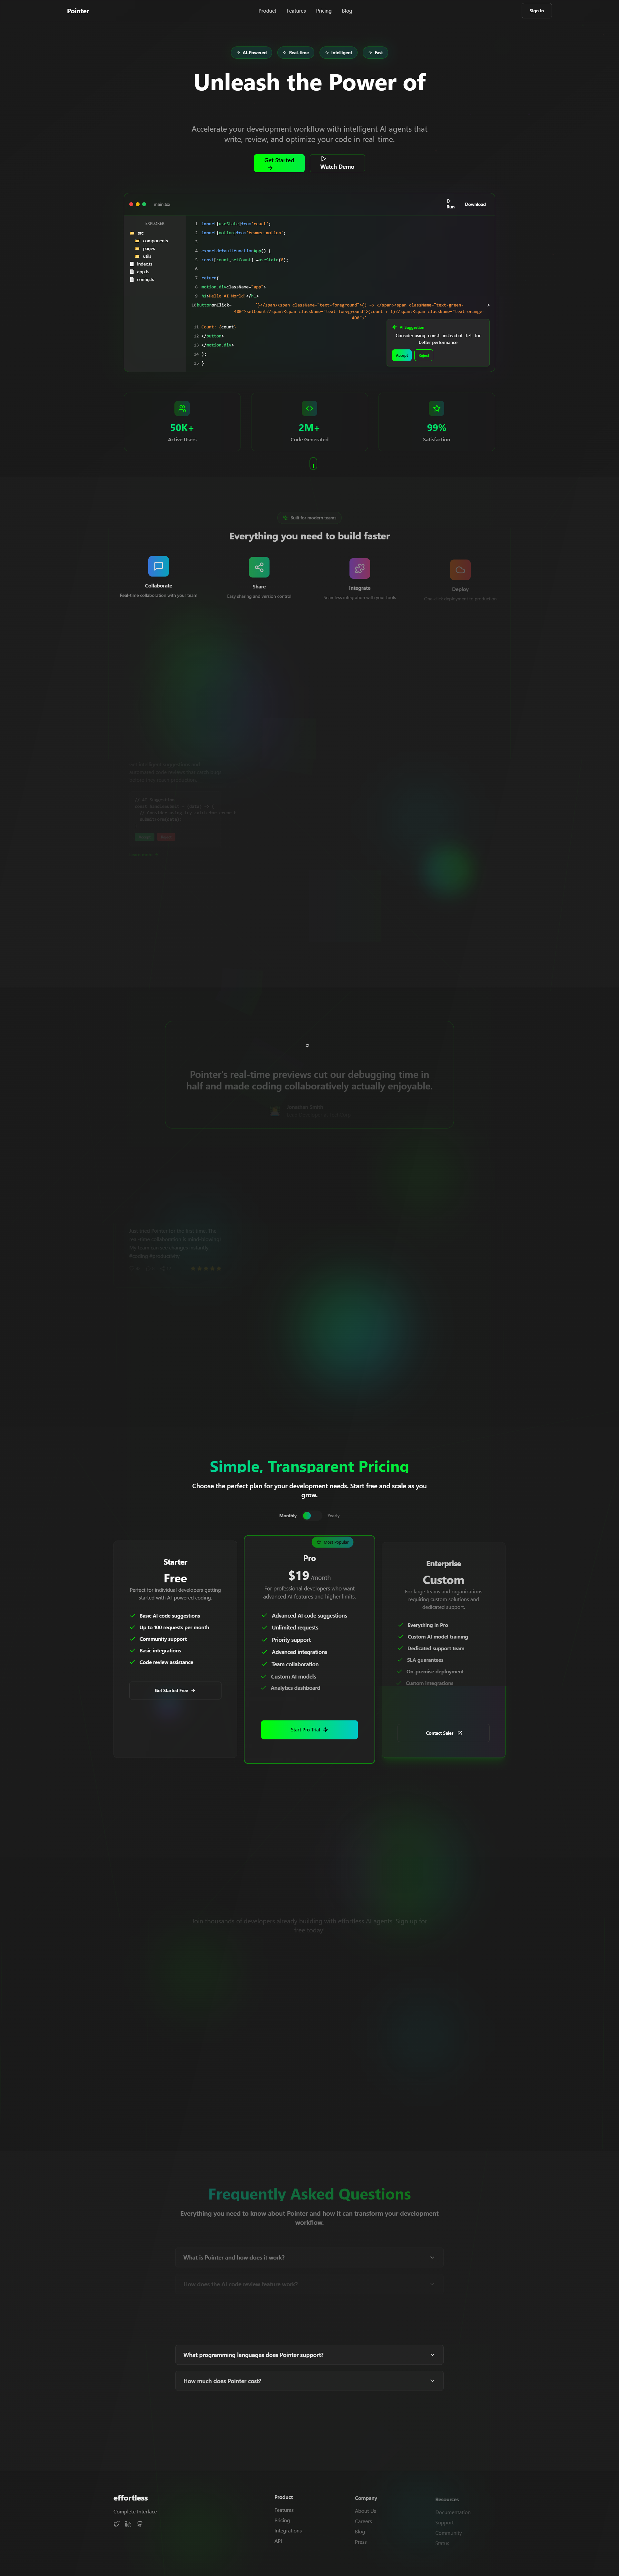 Pointer
Product
Features
Pricing
Blog
Sign In
AI-Powered
Real-time
Intelligent
Fast
Unleash the Power of
Accelerate your development workflow with intelligent AI agents that
write, review, and optimize your code in real-time.
Get Started
Watch Demo
main.tsx
Run
Download
EXPLORER
src
components
pages
utils
index.ts
app.ts
config.ts
1 import{useState}from'react';
2 import{motion}from'framer-motion';
3
4 exportdefaultfunctionApp() {
5 const[count,setCount] =useState(0);
6
7 return(
8 motion.divclassName="app">
9 h1>Hello AI World!</h1>
10 buttononClick= "}</span><span className="text-foreground">{() => </span><span className="text-green- >
400">setCount</span><span className="text-foreground">(count + 1)</span><span className="text-orange-
400">"
11 Count: {count}
12 </button>
13 </motion.div>
14 );
15 }
AI Suggestion
Consider using const instead of let for
better performance
Accept
Reject
50K+
Active Users
2M+
Code Generated
99%
Satisfaction
Built for modern teams
Everything you need to build faster
Collaborate
Real-time collaboration with your team
Share
Easy sharing and version control
Integrate
Seamless integration with your tools
Deploy
One-click deployment to production
Pointer's real-time previews cut our debugging time in
half and made coding collaboratively actually enjoyable.
Simple, Transparent Pricing
Choose the perfect plan for your development needs. Start free and scale as you
grow.
Monthly
Yearly
Starter
Free
Perfect for individual developers getting
started with AI-powered coding.
Basic AI code suggestions
Up to 100 requests per month
Community support
Basic integrations
Code review assistance
Get Started Free
Most Popular
Pro
$19 /month
For professional developers who want
advanced AI features and higher limits.
Advanced AI code suggestions
Unlimited requests
Priority support
Advanced integrations
Team collaboration
Custom AI models
Analytics dashboard
Start Pro Trial
Enterprise
Custom
For large teams and organizations
requiring custom solutions and
dedicated support.
Everything in Pro
Custom AI model training
Dedicated support team
SLA guarantees
On-premise deployment
Custom integrations
Contact Sales
Join thousands of developers already building with effortless AI agents. Sign up for
free today!
Frequently Asked Questions
Everything you need to know about Pointer and how it can transform your development
workflow.
What is Pointer and how does it work?
How does the AI code review feature work?
What programming languages does Pointer support?
How much does Pointer cost?
effortless
Complete Interface
Product
Features
Pricing
Integrations
API
Company
About Us
Careers
Blog
Press
Resources
Documentation
Support
Community
Status